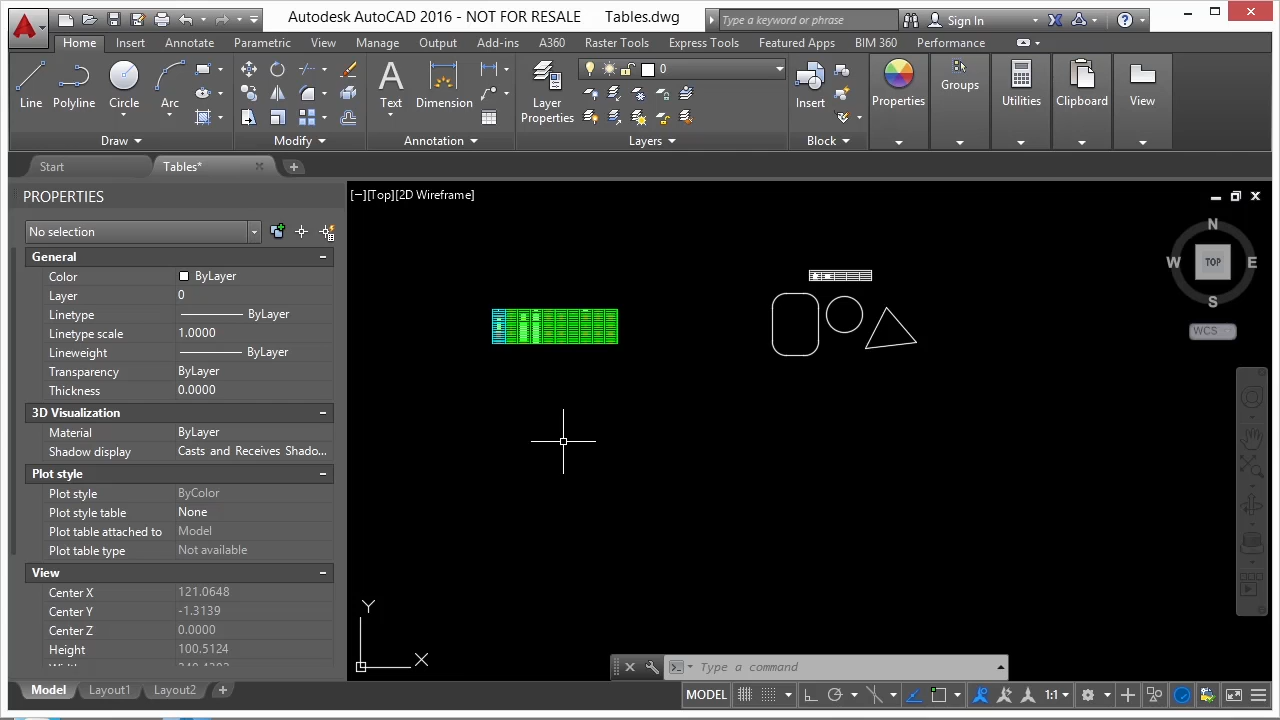 Autodesk AutoCAD 2016 - NOT FOR RESALE Tables.dwg Type a keyword or phrase Sign In
Home Insert Annotate Parametric View Manage Output Add-ins A360 Raster Tools Express Tools Featured Apps BIM 360 Performance
0
Line Polyline Circle Arc Text Dimension Layer Properties Insert Properties Groups Utilities Clipboard View
Draw Modify Annotation Layers Block
Start Tables*
PROPERTIES
[−][Top][2D Wireframe]
No selection
General
Color ByLayer
Layer 0
Linetype ByLayer
Linetype scale 1.0000
Lineweight ByLayer
Transparency ByLayer
Thickness 0.0000
3D Visualization
Material ByLayer
Shadow display Casts and Receives Shado...
Plot style
Plot style ByColor
Plot style table None
Plot table attached to Model
Plot table type Not available
View
Center X 121.0648
Center Y -1.3139
Center Z 0.0000
Height 100.5124
N
W TOP E
S
WCS
Y
X
Type a command
Model Layout1 Layout2
MODEL 1:1